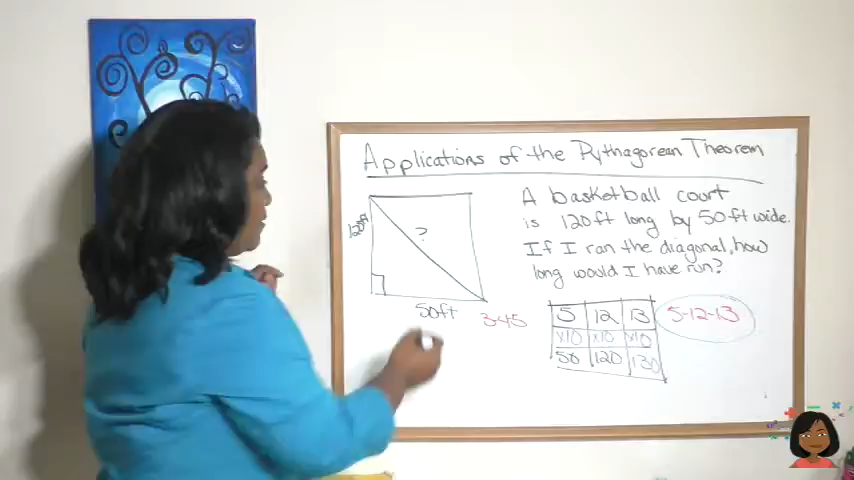 Applications of the Pythagorean Theorem
A basketball court
is 120ft long by 50ft wide.
If I ran the diagonal, how
long would I have run?
120ft
?
50ft
3-4-5
5 12 13
x10 x10 x10
50 120 130
5-12-13